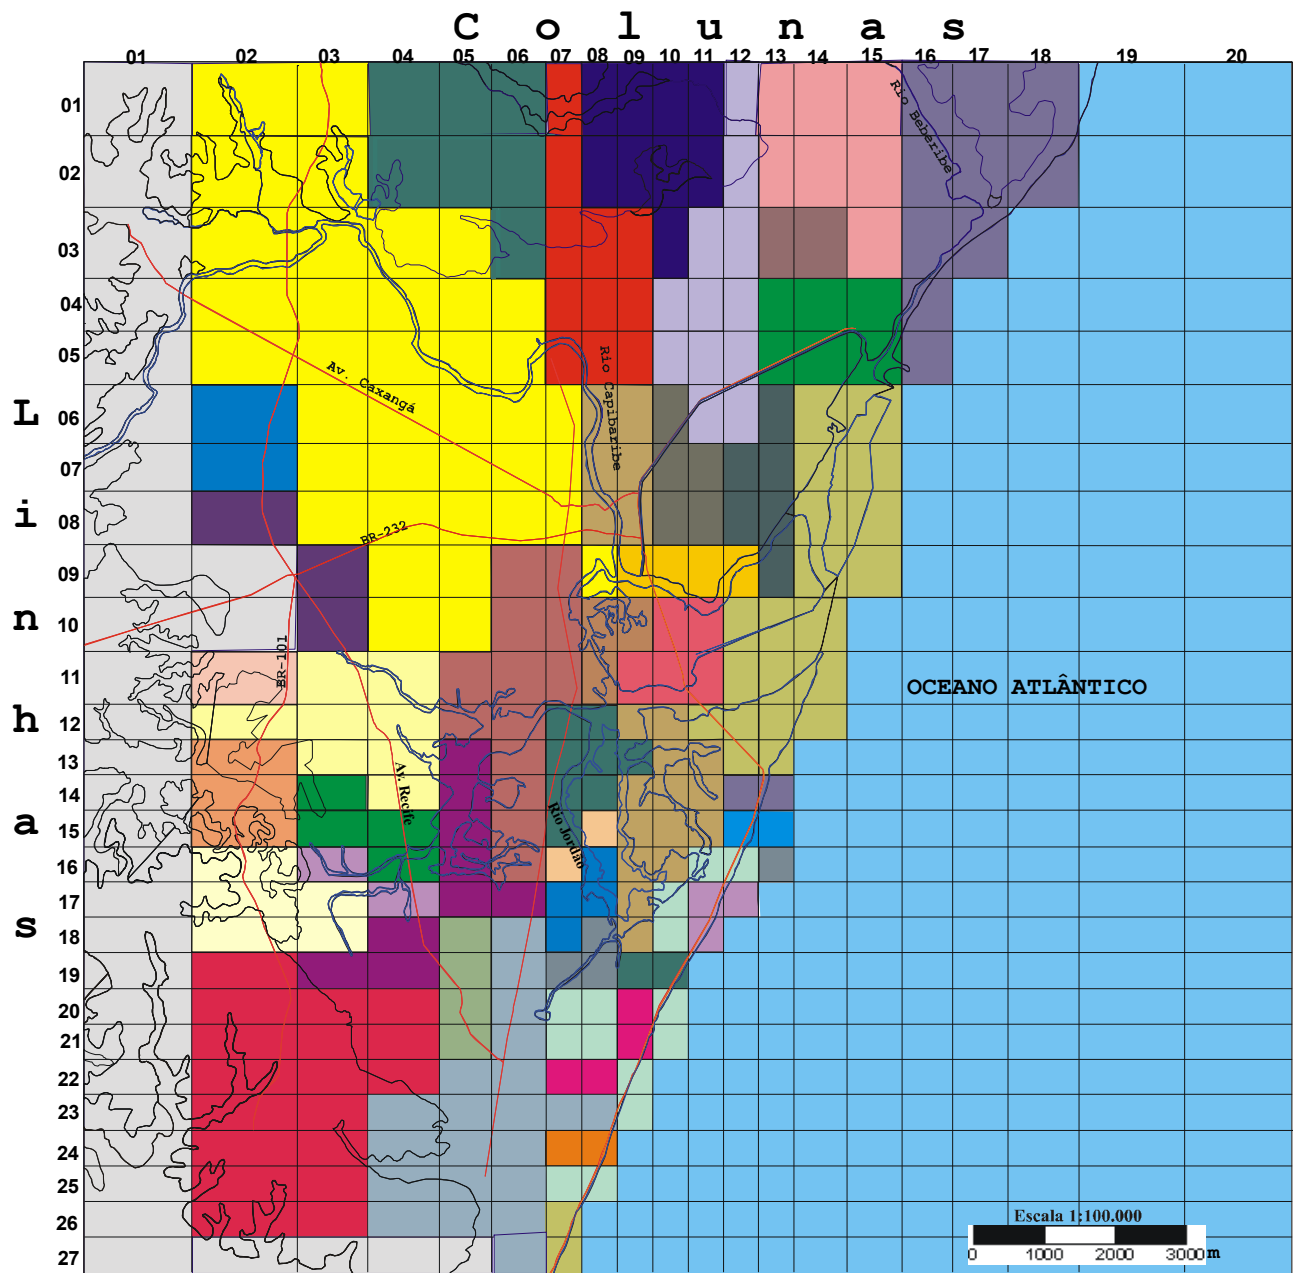 Colunas
01 02 03 04 05 06 07 08 09 10 11 12 13 14 15 16 17 18 19 20
Linhas
01
02
03
04
05
06
07
08
09
10
11
12
13
14
15
16
17
18
19
20
21
22
23
24
25
26
27
Rio Beberibe
Av. Caxangá
Rio Capibaribe
BR-232
BR-101
Av. Recife
Rio Jordão
OCEANO ATLÂNTICO
Escala 1:100.000
0 1000 2000 3000 m